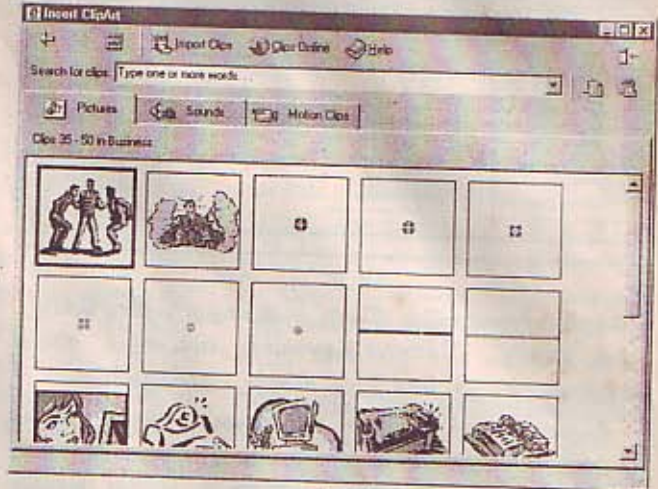 Insert ClipArt
Import Clips Clips Online Help
Search for clips: Type one or more words. . .
Pictures Sounds Motion Clips
Clips 35 - 50 in Business